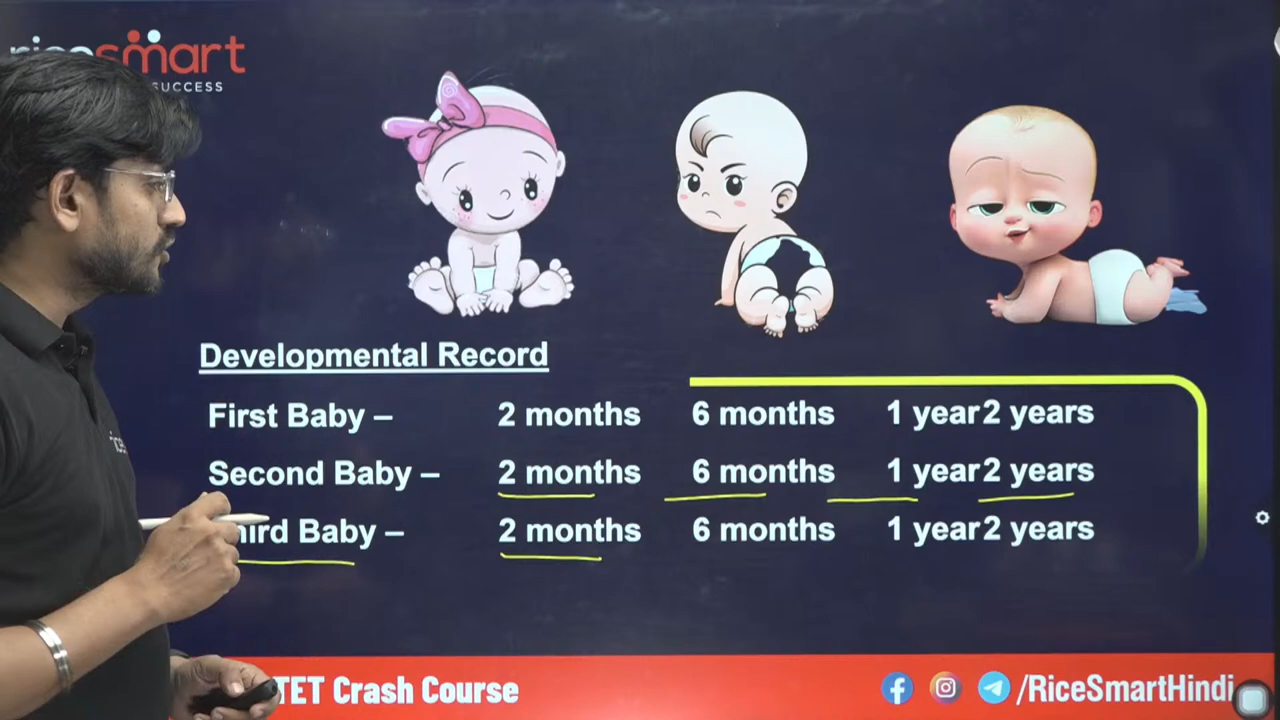 smart
SUCCESS
Developmental Record
First Baby – 2 months 6 months 1 year 2 years
Second Baby – 2 months 6 months 1 year 2 years
Baby – 2 months 6 months 1 year 2 years
TET Crash Course
/RiceSmartHindi